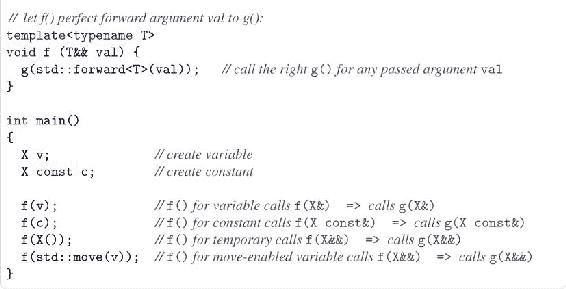 // let f() perfect forward argument val to g():
template<typename T>
void f (T&& val) {
g(std::forward<T>(val)); // call the right g() for any passed argument val
}
int main()
{
X v; // create variable
X const c; // create constant
f(v); // f() for variable calls f(X&) => calls g(X&)
f(c); // f() for constant calls f(X const&) => calls g(X const&)
f(X()); // f() for temporary calls f(X&&) => calls g(X&&)
f(std::move(v)); // f() for move-enabled variable calls f(X&&) => calls g(X&&)
}